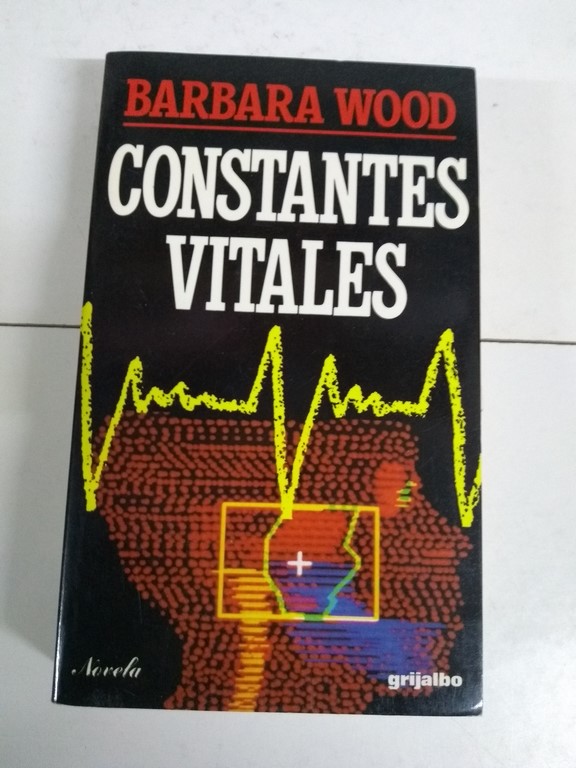 BARBARA WOOD
CONSTANTES
VITALES
Novela
grijalbo